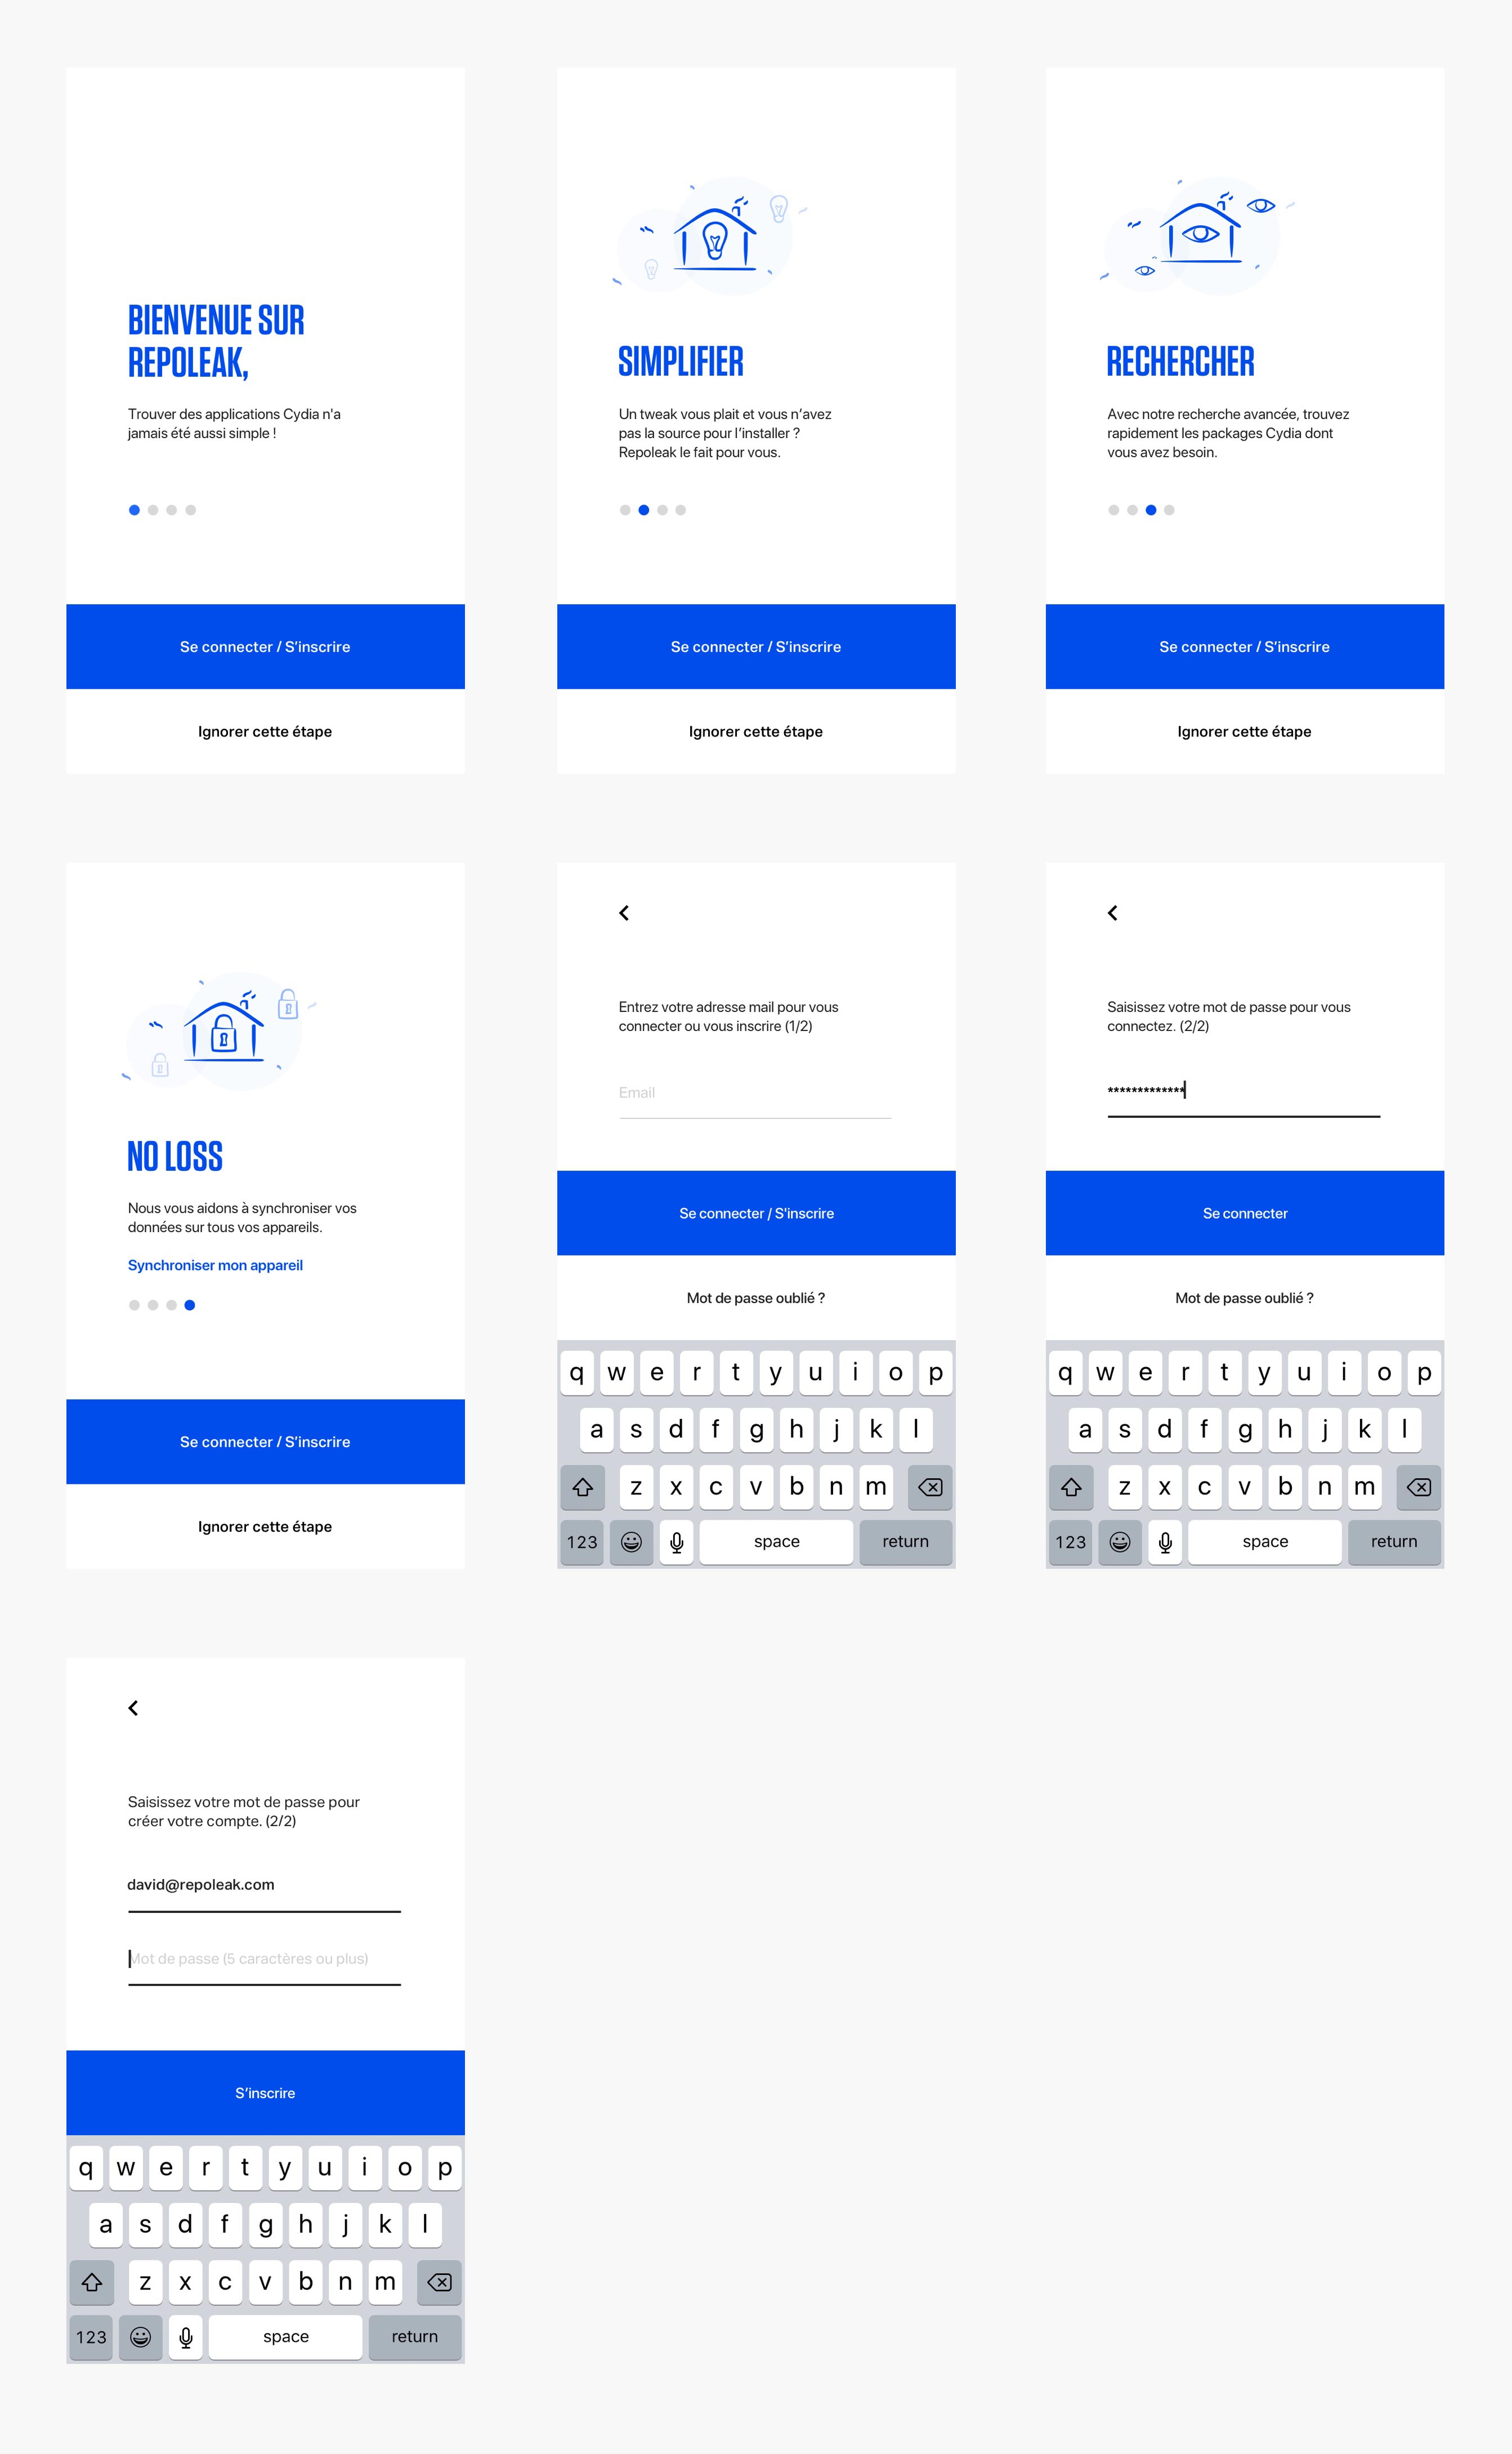 BIENVENUE SUR
REPOLEAK,
Trouver des applications Cydia n'a
jamais été aussi simple !
Se connecter / S’inscrire
Ignorer cette étape
SIMPLIFIER
Un tweak vous plait et vous n’avez
pas la source pour l’installer ?
Repoleak le fait pour vous.
Se connecter / S’inscrire
Ignorer cette étape
RECHERCHER
Avec notre recherche avancée, trouvez
rapidement les packages Cydia dont
vous avez besoin.
Se connecter / S’inscrire
Ignorer cette étape
NO LOSS
Nous vous aidons à synchroniser vos
données sur tous vos appareils.
Synchroniser mon appareil
Se connecter / S’inscrire
Ignorer cette étape
Entrez votre adresse mail pour vous
connecter ou vous inscrire (1/2)
Email
Se connecter / S'inscrire
Mot de passe oublié ?
q w e r t y u i o p
a s d f g h j k l
z x c v b n m
123 space return
Saisissez votre mot de passe pour vous
connectez. (2/2)
*************
Se connecter
Mot de passe oublié ?
q w e r t y u i o p
a s d f g h j k l
z x c v b n m
123 space return
Saisissez votre mot de passe pour
créer votre compte. (2/2)
david@repoleak.com
Mot de passe (5 caractères ou plus)
S’inscrire
q w e r t y u i o p
a s d f g h j k l
z x c v b n m
123 space return